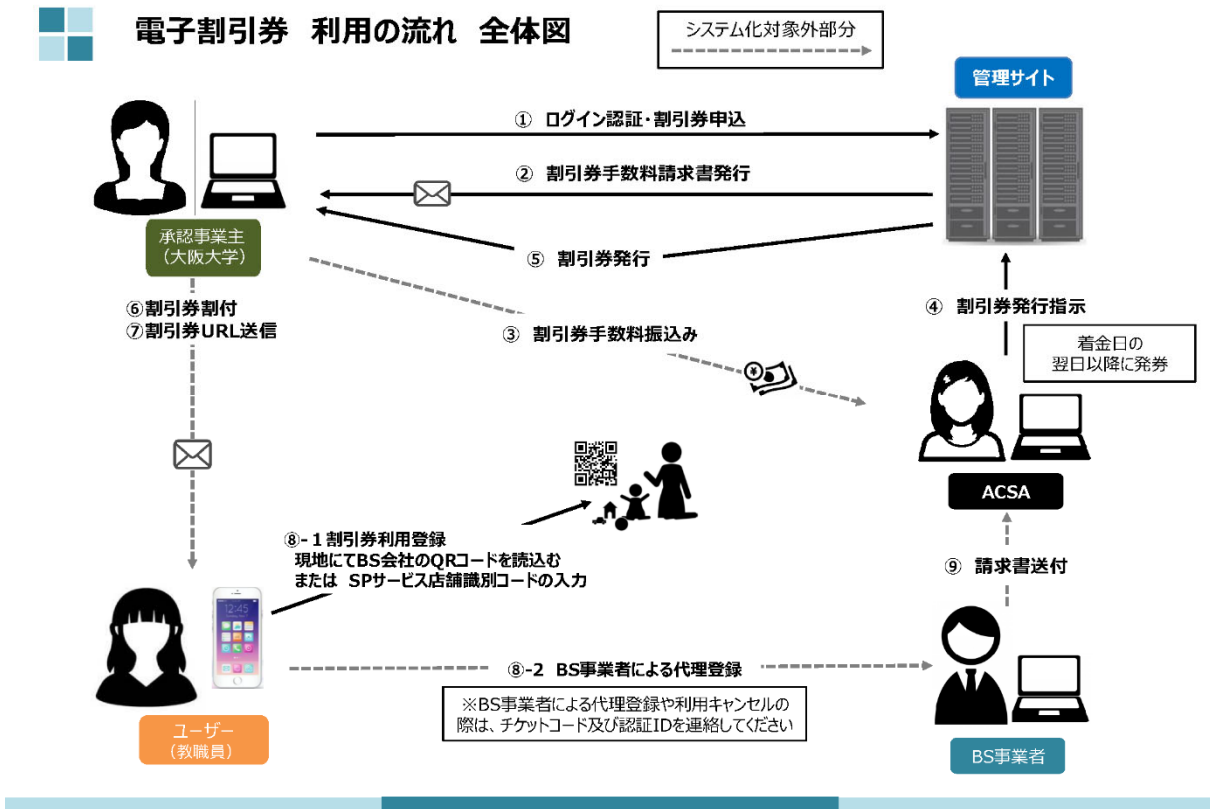 電子割引券 利用の流れ 全体図
システム化対象外部分
管理サイト
① ログイン認証・割引券申込
② 割引券手数料請求書発行
承認事業主
（大阪大学）
⑤ 割引券発行
⑥割引券割付
⑦割引券URL送信
③ 割引券手数料振込み
④ 割引券発行指示
着金日の
翌日以降に発券
¥
ACSA
⑧-１割引券利用登録
現地にてBS会社のQRコードを読込む
または SPサービス店舗識別コードの入力
⑨ 請求書送付
12:45
⑧-2 BS事業者による代理登録
※BS事業者による代理登録や利用キャンセルの
際は、チケットコード及び認証IDを連絡してください
ユーザー
（教職員）
BS事業者